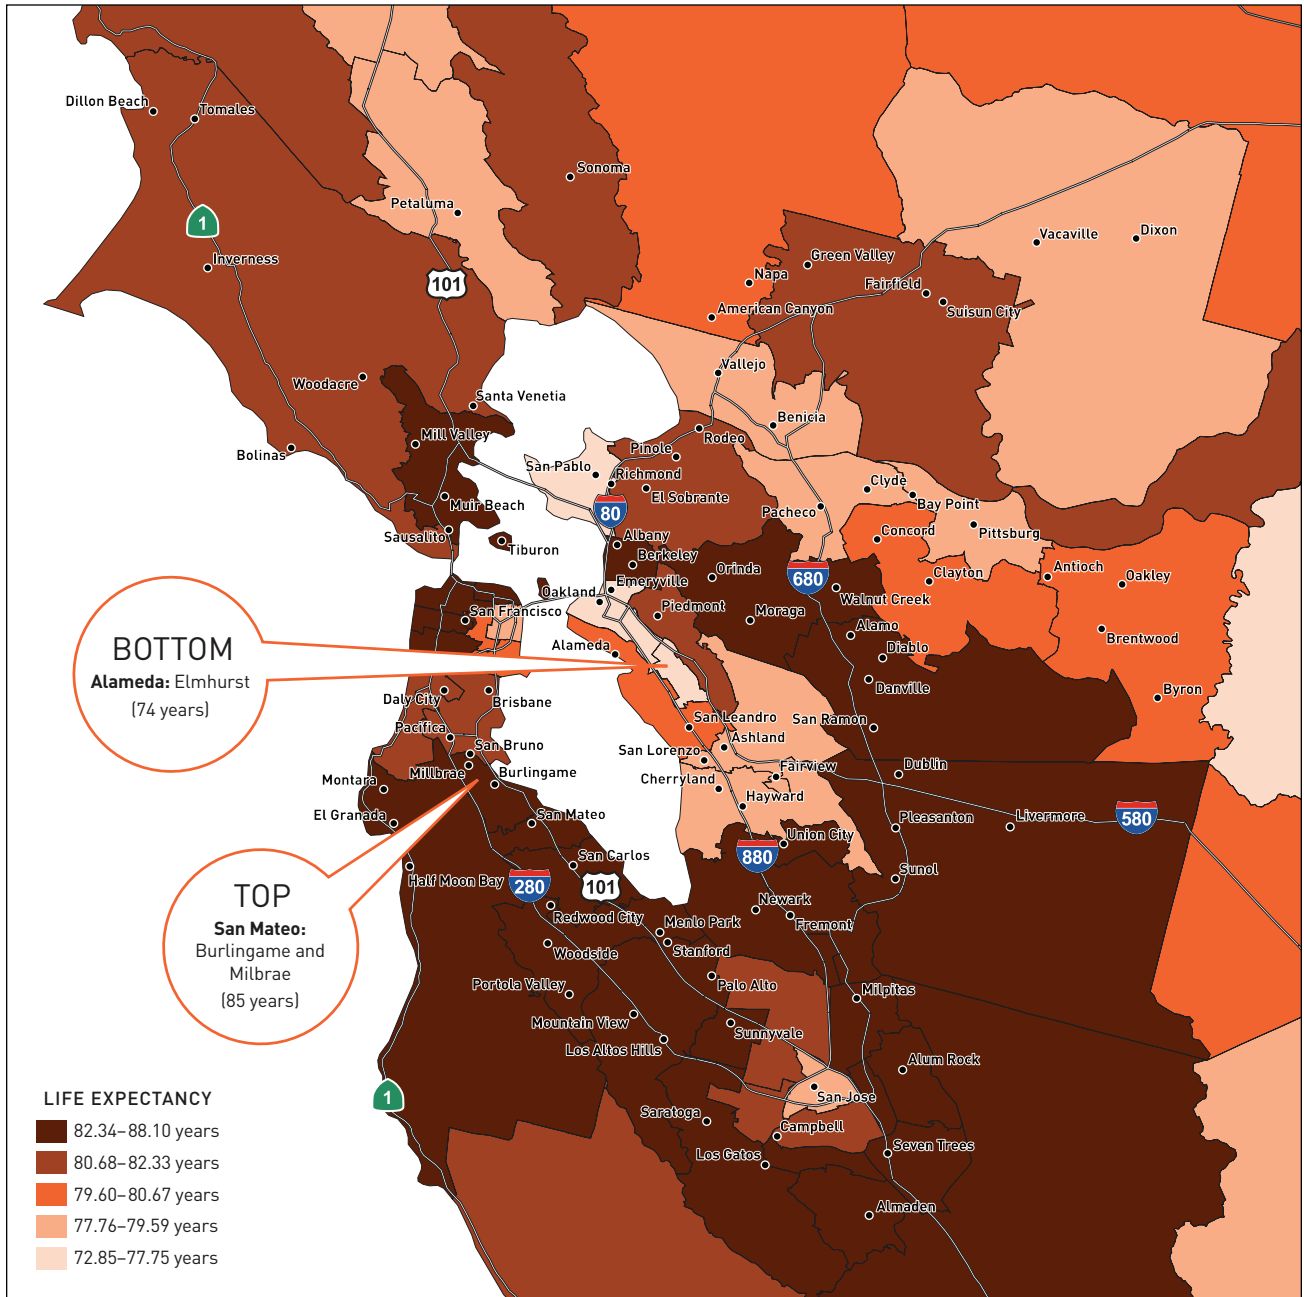 Dillon Beach
Tomales
Sonoma
Petaluma
1
Inverness
101
Vacaville
Dixon
Green Valley
Napa
Fairfield
American Canyon
Suisun City
Vallejo
Woodacre
Santa Venetia
Benicia
Mill Valley
Rodeo
Bolinas
Pinole
San Pablo
Richmond
El Sobrante
Clyde
Bay Point
Muir Beach
80
Pacheco
Pittsburg
Sausalito
Tiburon
Albany
Concord
Berkeley
Orinda
680
Antioch
Oakley
Emeryville
Clayton
Oakland
Walnut Creek
San Francisco
Piedmont
Moraga
Alamo
Brentwood
Alameda
Diablo
BOTTOM
Alameda: Elmhurst
(74 years)
Danville
Byron
Daly City
Brisbane
San Leandro
San Ramon
Pacifica
San Bruno
Ashland
San Lorenzo
Millbrae
Burlingame
Fairview
Dublin
Montara
Cherryland
Hayward
El Granada
San Mateo
Pleasanton
Livermore
580
Union City
880
San Carlos
Sunol
Half Moon Bay
280
101
TOP
San Mateo:
Burlingame and
Milbrae
(85 years)
Redwood City
Newark
Menlo Park
Fremont
Stanford
Woodside
Portola Valley
Palo Alto
Milpitas
Mountain View
Sunnyvale
Los Altos Hills
Alum Rock
1
San Jose
Saratoga
Campbell
Los Gatos
Seven Trees
Almaden
LIFE EXPECTANCY
82.34–88.10 years
80.68–82.33 years
79.60–80.67 years
77.76–79.59 years
72.85–77.75 years